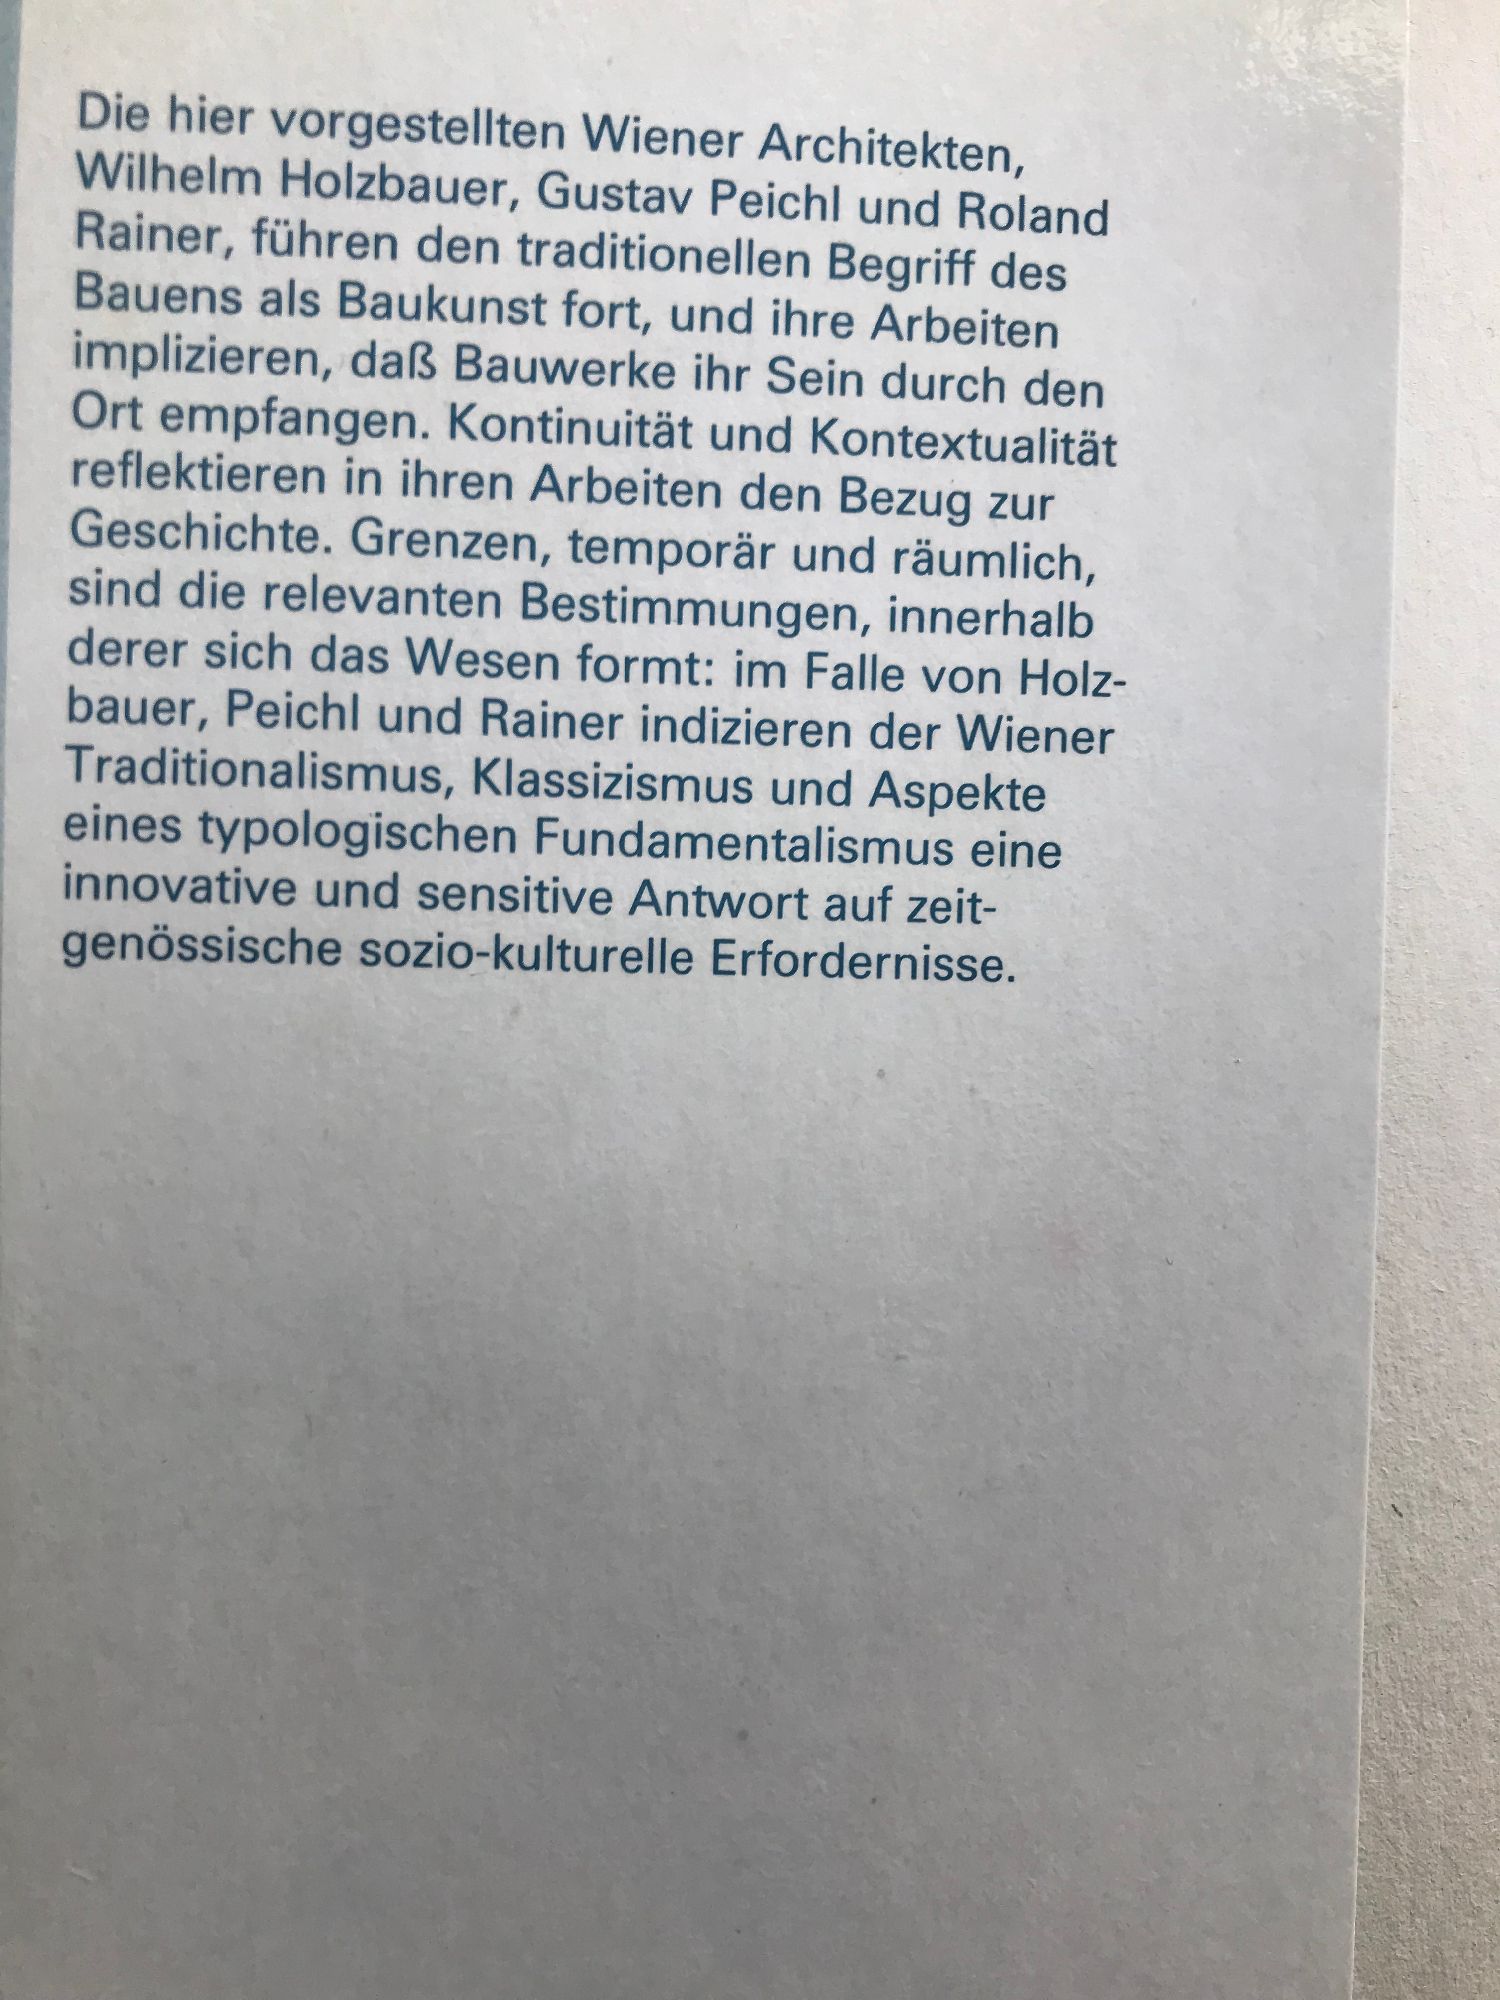 Die hier vorgestellten Wiener Architekten,
Wilhelm Holzbauer, Gustav Peichl und Roland
Rainer, führen den traditionellen Begriff des
Bauens als Baukunst fort, und ihre Arbeiten
implizieren, daß Bauwerke ihr Sein durch den
Ort empfangen. Kontinuität und Kontextualität
reflektieren in ihren Arbeiten den Bezug zur
Geschichte. Grenzen, temporär und räumlich,
sind die relevanten Bestimmungen, innerhalb
derer sich das Wesen formt: im Falle von Holz-
bauer, Peichl und Rainer indizieren der Wiener
Traditionalismus, Klassizismus und Aspekte
eines typologischen Fundamentalismus eine
innovative und sensitive Antwort auf zeit-
genössische sozio-kulturelle Erfordernisse.